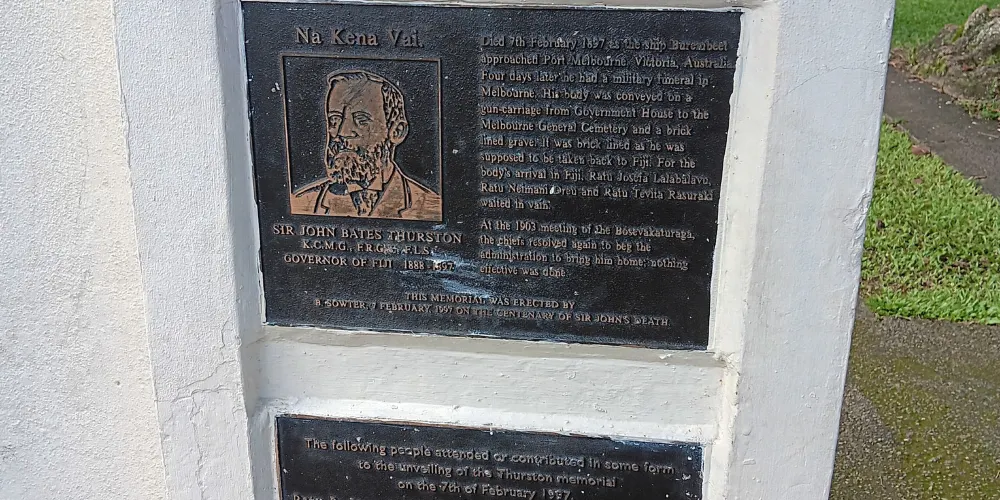 Na Kena Vai.
SIR JOHN BATES THURSTON
K.C.M.G., F.R.G.S., F.L.S.
GOVERNOR OF FIJI 1888-1897
Died 7th February 1897 as the ship Burrumbeet
approached Port Melbourne, Victoria, Australia.
Four days later he had a military funeral in
Melbourne. His body was conveyed on a
gun-carriage from Government House to the
Melbourne General Cemetery and a brick-
lined grave. It was brick lined as he was
supposed to be taken back to Fiji. For the
body's arrival in Fiji, Ratu Josefa Lalabalavu,
Ratu Neimani and Ratu Tevita Rasuraki
waited in vain.
At the 1903 meeting of the Bosevakaturaga,
the chiefs resolved again to beg the
administration to bring him home; nothing
effective was done.
THIS MEMORIAL WAS ERECTED BY
B. SOWTER, 7 FEBRUARY, 1997 ON THE CENTENARY OF SIR JOHN'S DEATH.
The following people attended or contributed in some form
to the unveiling of the Thurston memorial
on the 7th of February 1997.